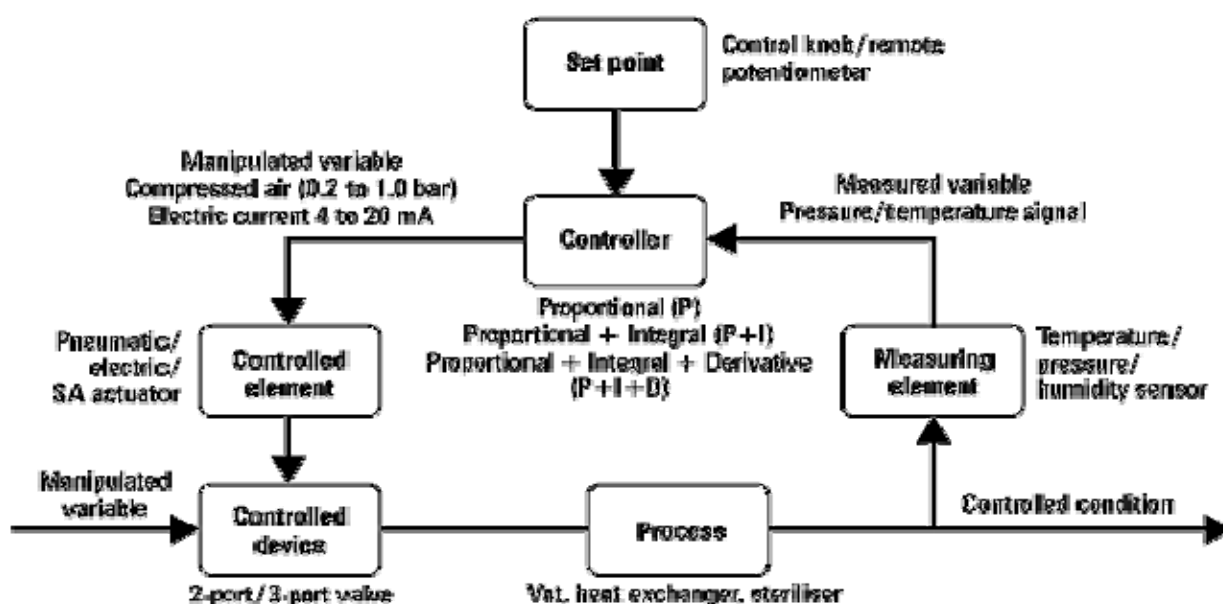 Set point
Control knob/remote
potentiometer
Manipulated variable
Compressed air (0.2 to 1.0 bar)
Electric current 4 to 20 mA
Measured variable
Pressure/temperature signal
Controller
Proportional (P)
Proportional + Integral (P+I)
Proportional + Integral + Derivative
(P+I+D)
Pneumatic/
electric/
SA actuator
Controlled
element
Measuring
element
Temperature/
pressure/
humidity sensor
Manipulated
variable
Controlled
device
2-port/3-port valve
Process
Vat, heat exchanger, steriliser
Controlled condition